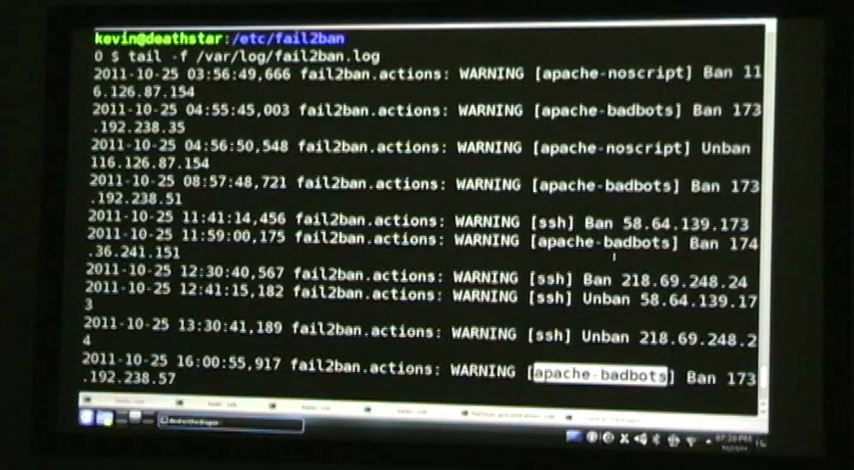 kevin@deathstar:/etc/fail2ban
0 $ tail -f /var/log/fail2ban.log
2011-10-25 03:56:49,666 fail2ban.actions: WARNING [apache-noscript] Ban 11
6.126.87.154
2011-10-25 04:55:45,003 fail2ban.actions: WARNING [apache-badbots] Ban 173
.192.238.35
2011-10-25 04:56:50,548 fail2ban.actions: WARNING [apache-noscript] Unban
116.126.87.154
2011-10-25 08:57:48,721 fail2ban.actions: WARNING [apache-badbots] Ban 173
.192.238.51
2011-10-25 11:41:14,456 fail2ban.actions: WARNING [ssh] Ban 58.64.139.173
2011-10-25 11:59:00,175 fail2ban.actions: WARNING [apache-badbots] Ban 174
.36.241.151
2011-10-25 12:30:40,567 fail2ban.actions: WARNING [ssh] Ban 218.69.248.24
2011-10-25 12:41:15,182 fail2ban.actions: WARNING [ssh] Unban 58.64.139.17
3
2011-10-25 13:30:41,189 fail2ban.actions: WARNING [ssh] Unban 218.69.248.2
4
2011-10-25 16:00:55,917 fail2ban.actions: WARNING [apache-badbots] Ban 173
.192.238.57